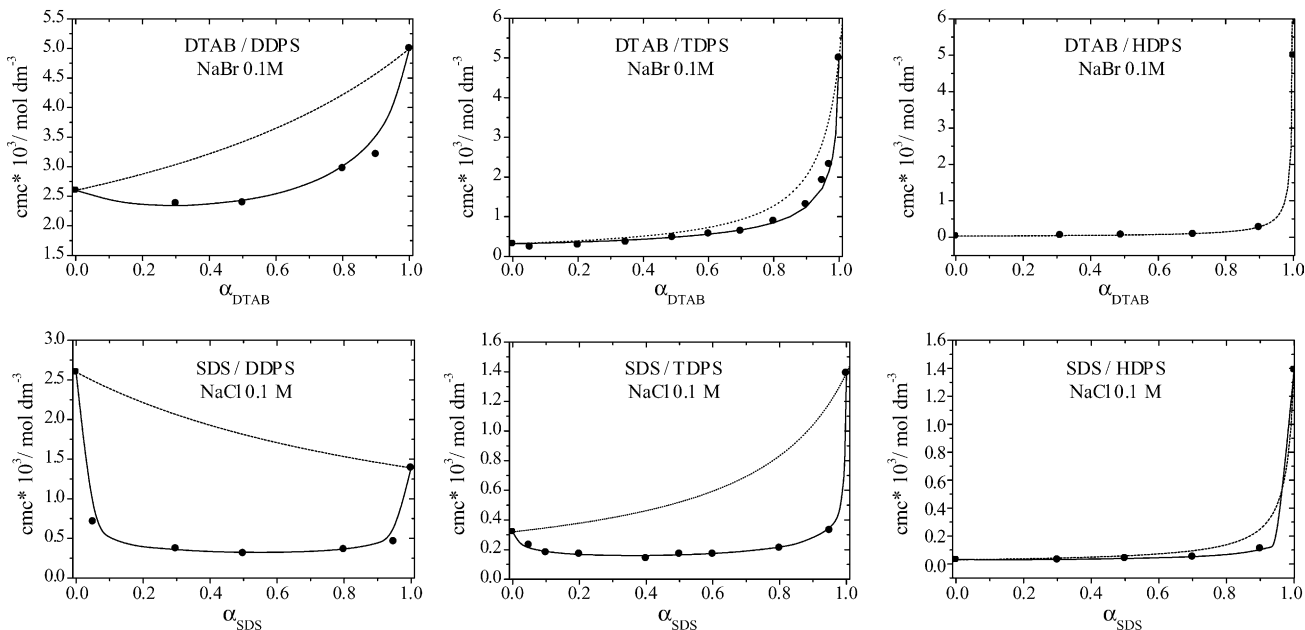 DTAB / DDPS
NaBr 0.1M
cmc* 10³/ mol dm⁻³
5.5
5.0
4.5
4.0
3.5
3.0
2.5
2.0
1.5
0.0 0.2 0.4 0.6 0.8 1.0
α_DTAB
DTAB /TDPS
NaBr 0.1M
cmc* 10³/ mol dm⁻³
6
5
4
3
2
1
0
0.0 0.2 0.4 0.6 0.8 1.0
α_DTAB
DTAB / HDPS
NaBr 0.1M
cmc* 10³/ mol dm⁻³
6
5
4
3
2
1
0
0.0 0.2 0.4 0.6 0.8 1.0
α_DTAB
SDS / DDPS
NaCl 0.1 M
cmc* 10³/ mol dm⁻³
3.0
2.5
2.0
1.5
1.0
0.5
0.0
0.0 0.2 0.4 0.6 0.8 1.0
α_SDS
SDS / TDPS
NaCl 0.1 M
cmc* 10³/ mol dm⁻³
1.6
1.4
1.2
1.0
0.8
0.6
0.4
0.2
0.0
0.0 0.2 0.4 0.6 0.8 1.0
α_SDS
SDS / HDPS
NaCl 0.1 M
cmc* 10³/ mol dm⁻³
1.6
1.4
1.2
1.0
0.8
0.6
0.4
0.2
0.0
0.0 0.2 0.4 0.6 0.8 1.0
α_SDS